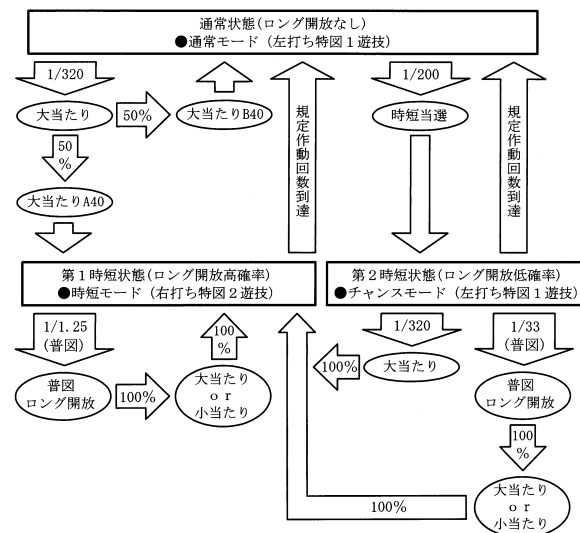 通常状態(ロング開放なし)
●通常モード(左打ち特図1遊技)
1/320
1/200
大当たり
50%
大当たりB40
時短当選
規定作動回数到達
規定作動回数到達
50
%
大当たりA40
第1時短状態(ロング開放高確率)
●時短モード(右打ち特図2遊技)
第2時短状態(ロング開放低確率)
●チャンスモード(左打ち特図1遊技)
1/1.25
(普図)
100
%
1/320
1/33
(普図)
普図
ロング開放
100%
大当たり
or
小当たり
100%
大当たり
普図
ロング開放
100
%
100%
大当たり
or
小当たり